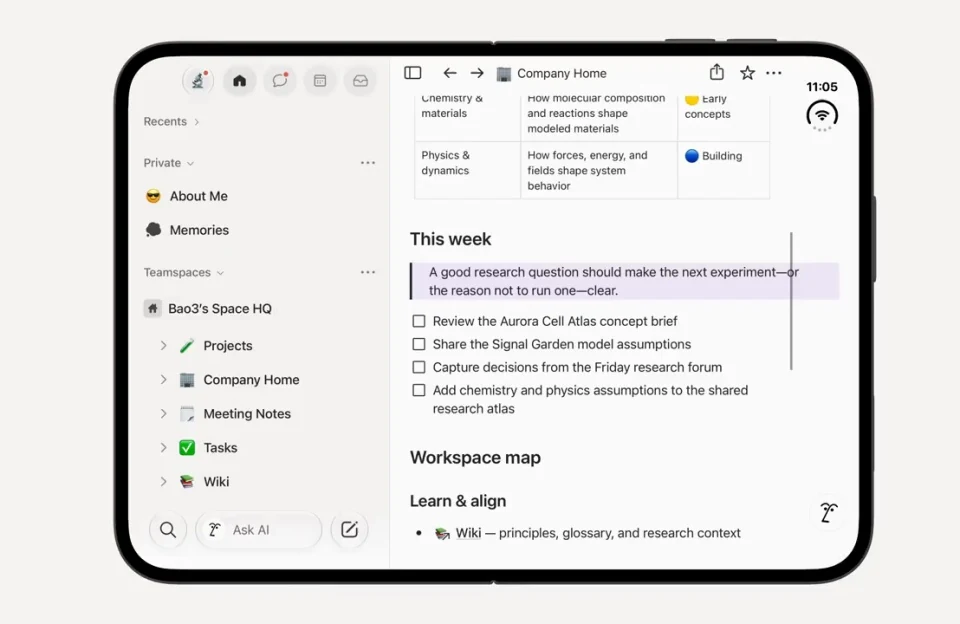 Recents
Private
About Me
Memories
Teamspaces
Bao3's Space HQ
Projects
Company Home
Meeting Notes
Tasks
Wiki
Ask AI
Company Home
11:05
Chemistry &
materials
How molecular composition
and reactions shape
modeled materials
Early
concepts
Physics &
dynamics
How forces, energy, and
fields shape system
behavior
Building
This week
A good research question should make the next experiment—or
the reason not to run one—clear.
Review the Aurora Cell Atlas concept brief
Share the Signal Garden model assumptions
Capture decisions from the Friday research forum
Add chemistry and physics assumptions to the shared
research atlas
Workspace map
Learn & align
• Wiki — principles, glossary, and research context